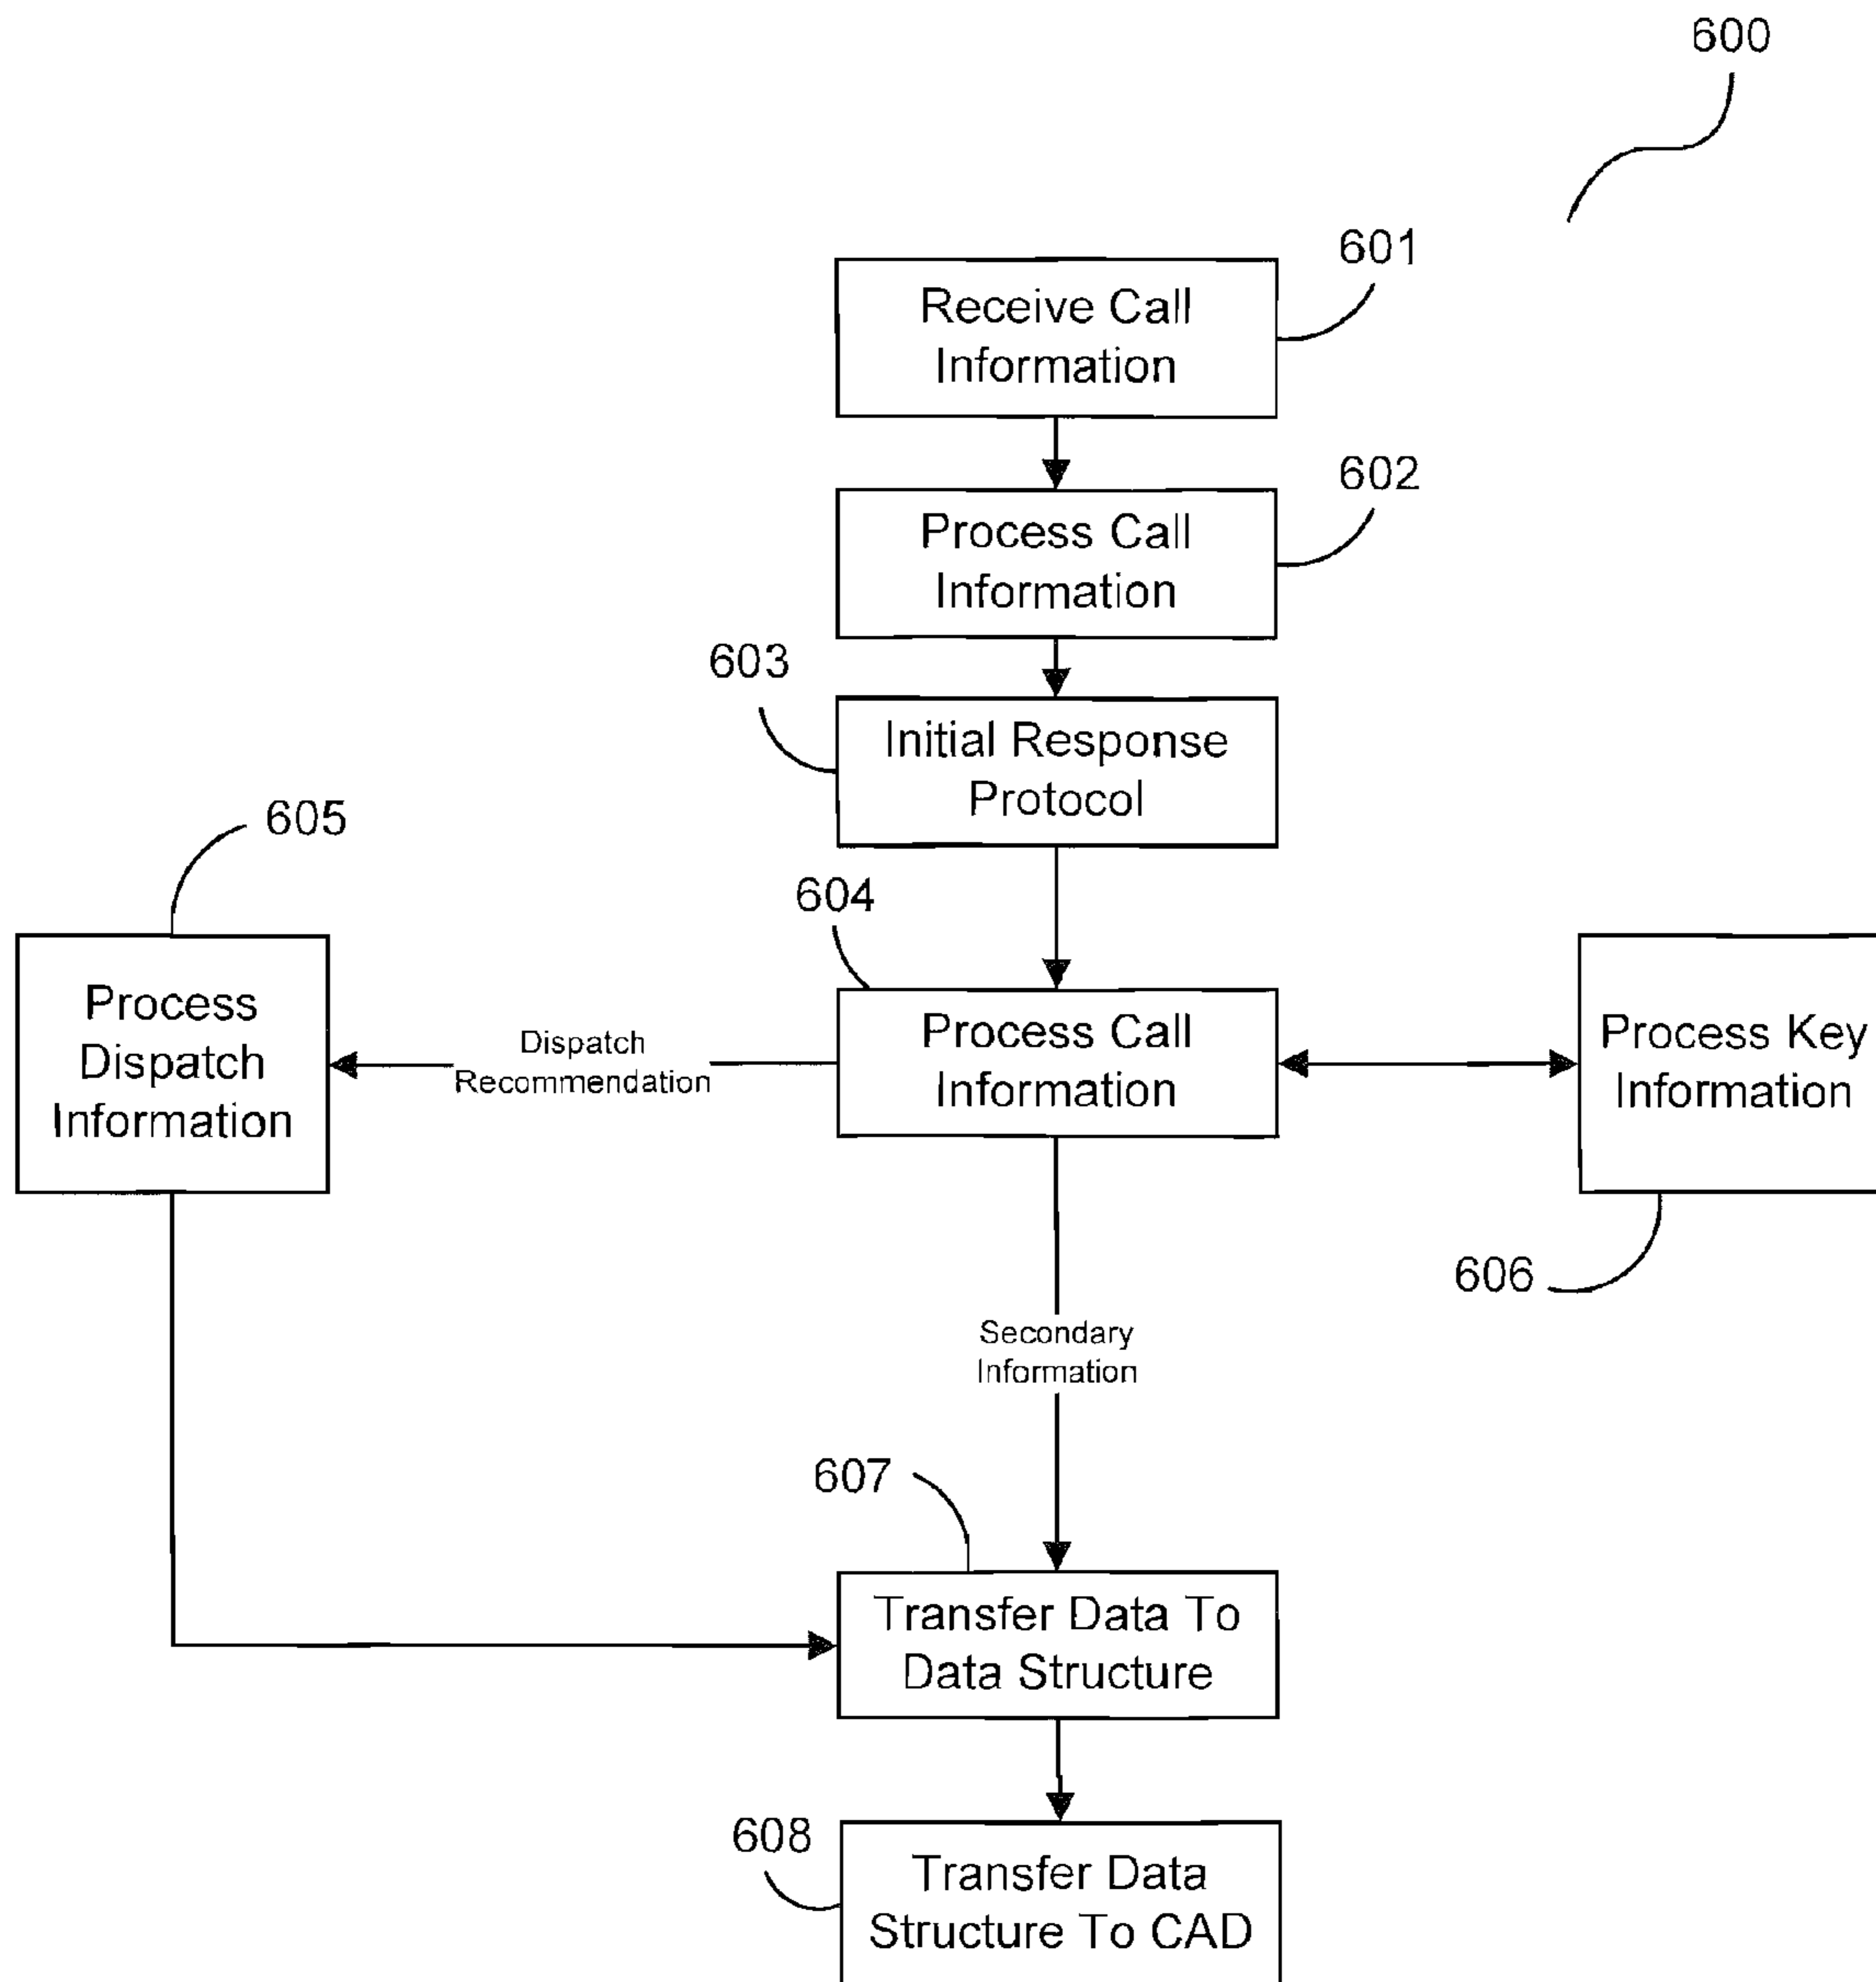 600
601
Receive Call
Information
602
Process Call
Information
603
Initial Response
Protocol
605
604
Process
Dispatch
Information
Dispatch
Recommendation
Process Call
Information
Process Key
Information
606
Secondary
Information
607
Transfer Data To
Data Structure
608
Transfer Data
Structure To CAD